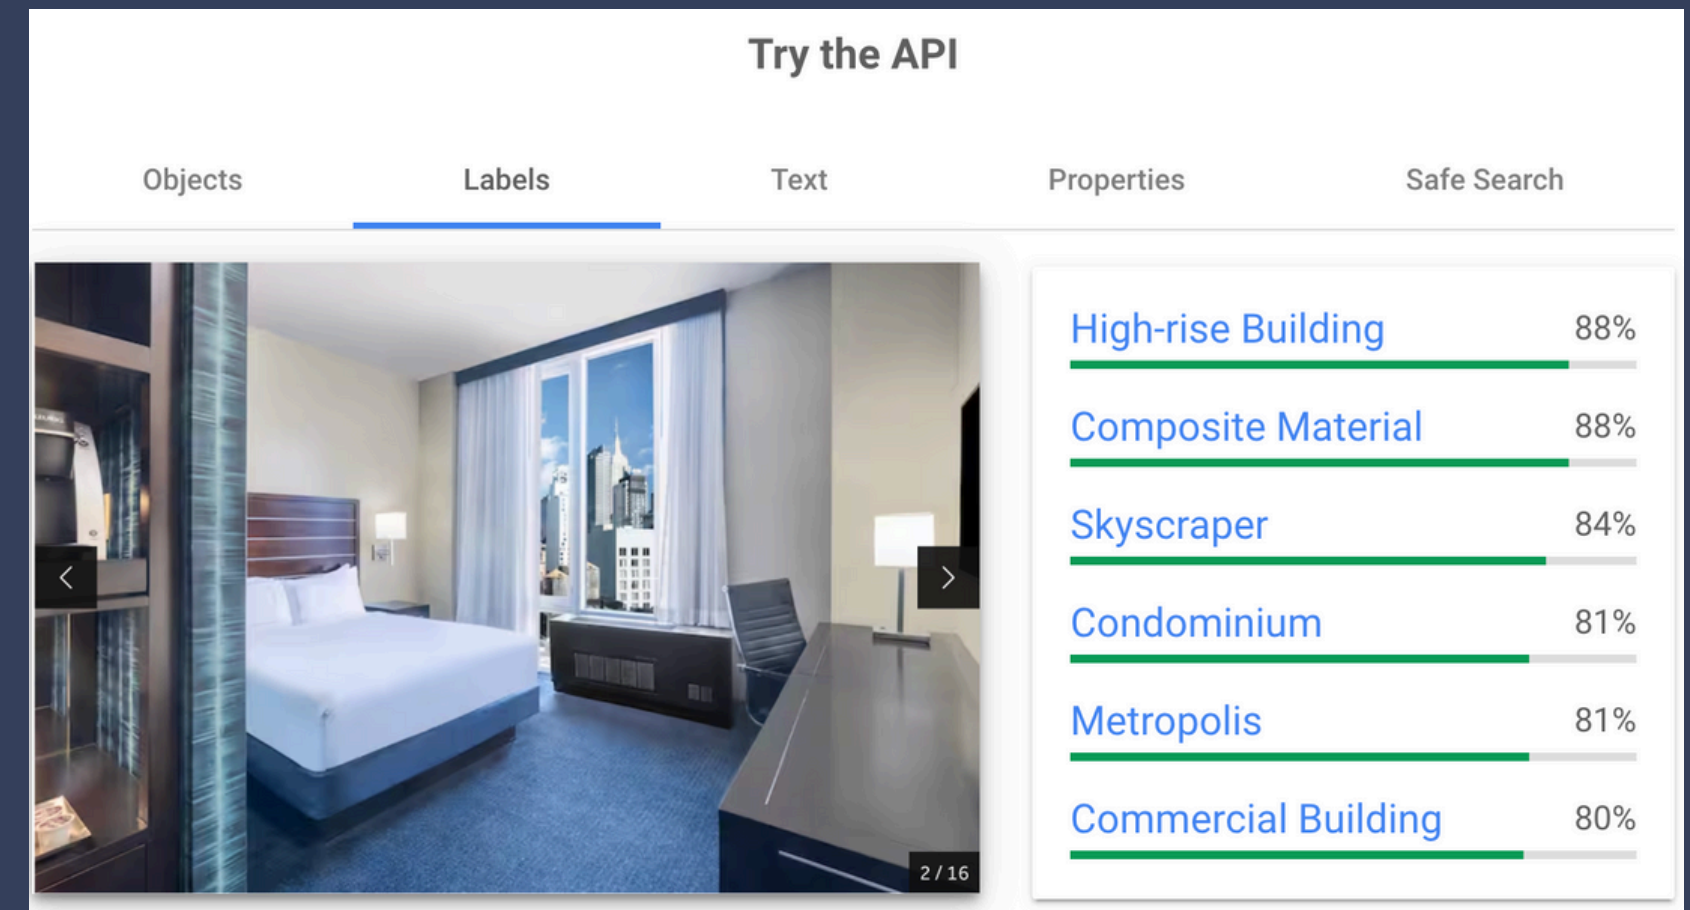 Try the API
Objects Labels Text Properties Safe Search
High-rise Building 88%
Composite Material 88%
Skyscraper 84%
Condominium 81%
Metropolis 81%
Commercial Building 80%
2 / 16